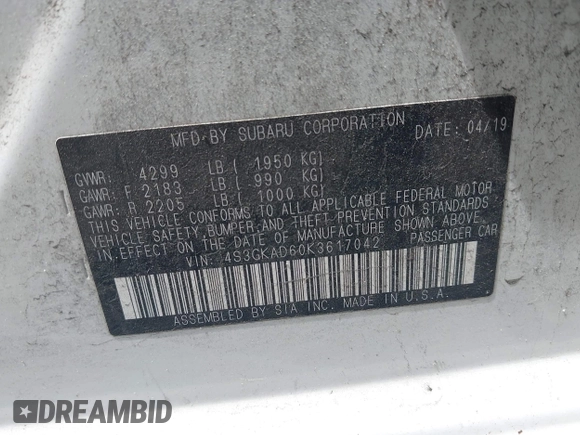 MFD BY SUBARU CORPORATION DATE: 04/19
GVWR: 4299 LB ( 1950 KG)
GAWR: F 2183 LB ( 990 KG)
GAWR: R 2205 LB ( 1000 KG)
THIS VEHICLE CONFORMS TO ALL APPLICABLE FEDERAL MOTOR
VEHICLE SAFETY, BUMPER, AND THEFT PREVENTION STANDARDS
IN EFFECT ON THE DATE OF MANUFACTURE SHOWN ABOVE.
VIN: 4S3GKAD60K3617042 PASSENGER CAR
ASSEMBLED BY SIA INC. MADE IN U.S.A.
DREAMBID